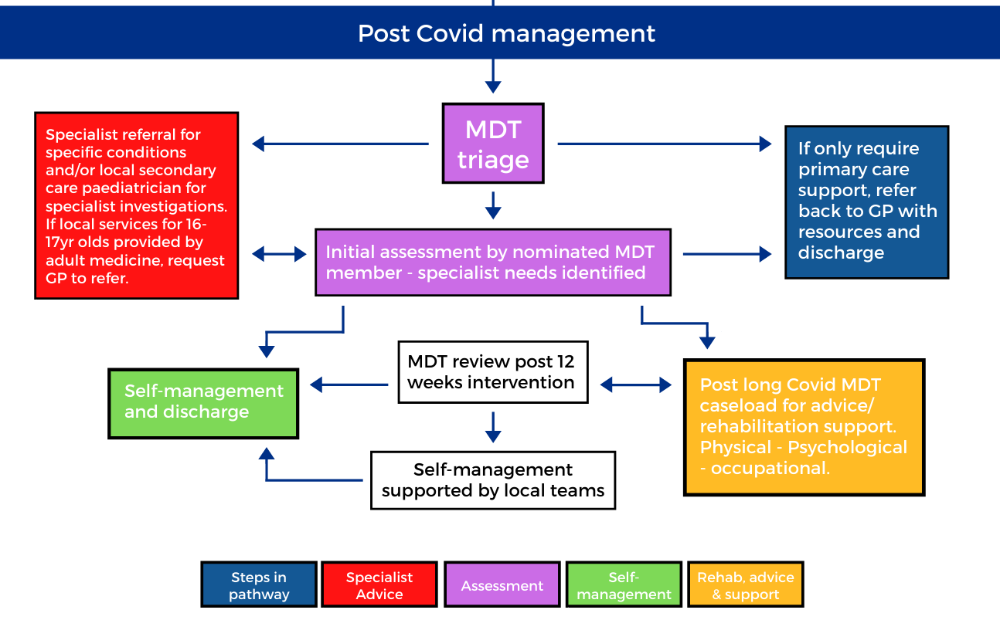 Post Covid management
MDT
triage
Specialist referral for
specific conditions
and/or local secondary
care paediatrician for
specialist investigations.
If local services for 16-
17yr olds provided by
adult medicine, request
GP to refer.
If only require
primary care
support, refer
back to GP with
resources and
discharge
Initial assessment by nominated MDT
member - specialist needs identified
MDT review post 12
weeks intervention
Self-management
and discharge
Post long Covid MDT
caseload for advice/
rehabilitation support.
Physical - Psychological
- occupational.
Self-management
supported by local teams
Steps in
pathway
Specialist
Advice
Assessment
Self-
management
Rehab, advice
& support